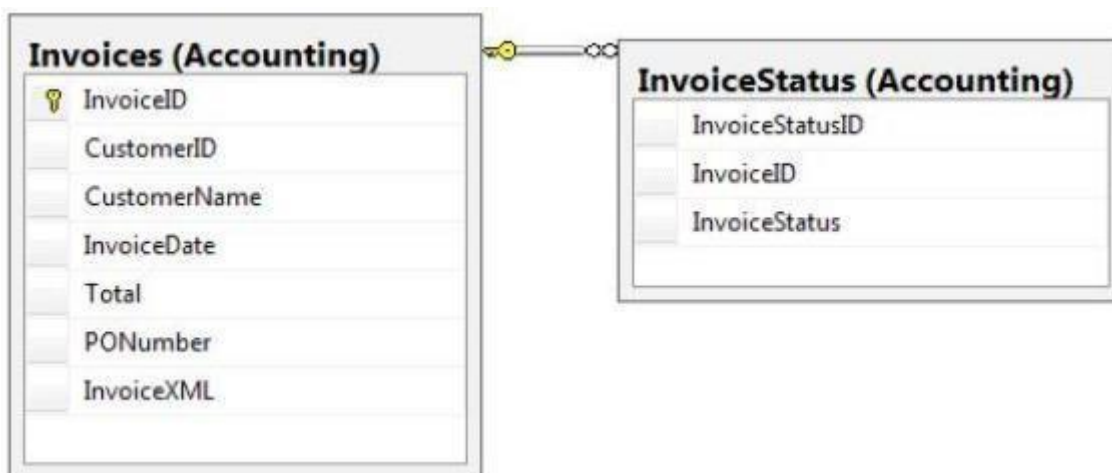 Invoices (Accounting)
InvoiceID
CustomerID
CustomerName
InvoiceDate
Total
PONumber
InvoiceXML
InvoiceStatus (Accounting)
InvoiceStatusID
InvoiceID
InvoiceStatus